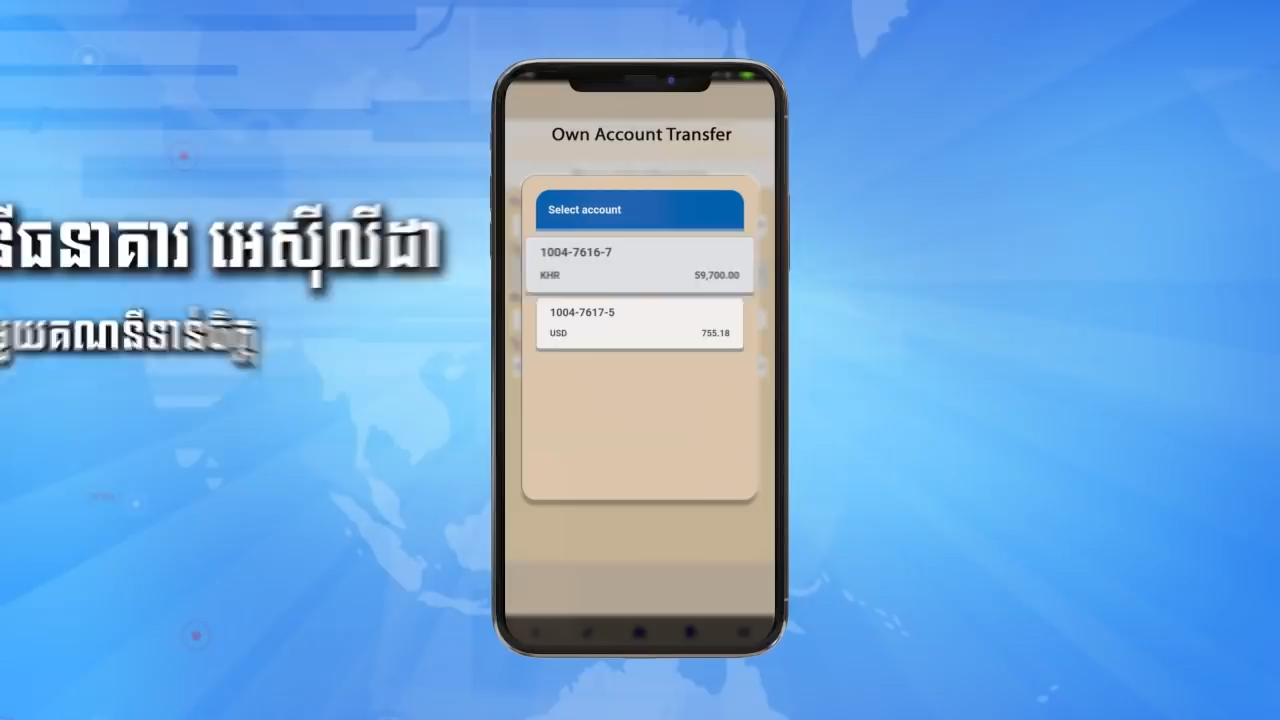 ធនាគារ អេស៊ីលីដា
Own Account Transfer
Select account
1004-7616-7
KHR 59,700.00
1004-7617-5
USD 755.18